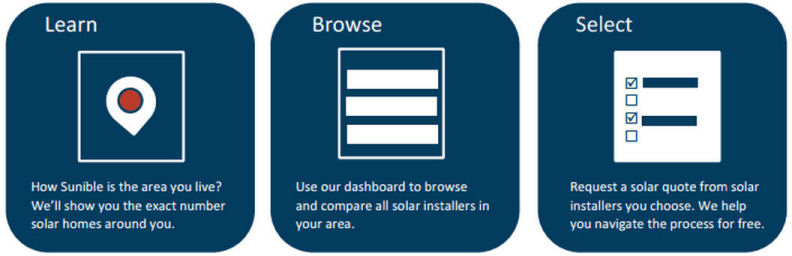 Learn
How Sunible is the area you live?
We'll show you the exact number
solar homes around you.
Browse
Use our dashboard to browse
and compare all solar installers in
your area.
Select
Request a solar quote from solar
installers you choose. We help
you navigate the process for free.